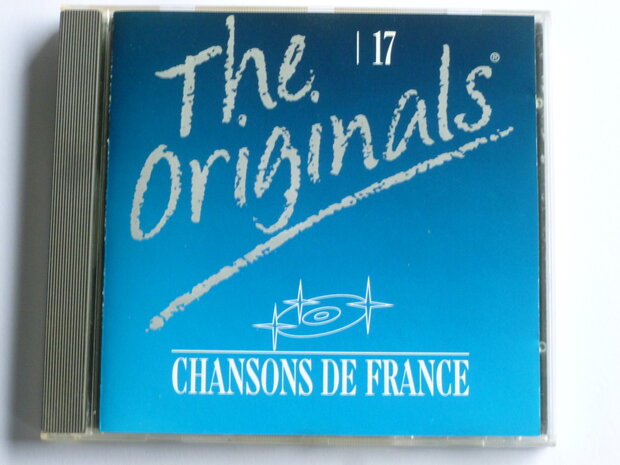 | 17
The
Originals®
CHANSONS DE FRANCE